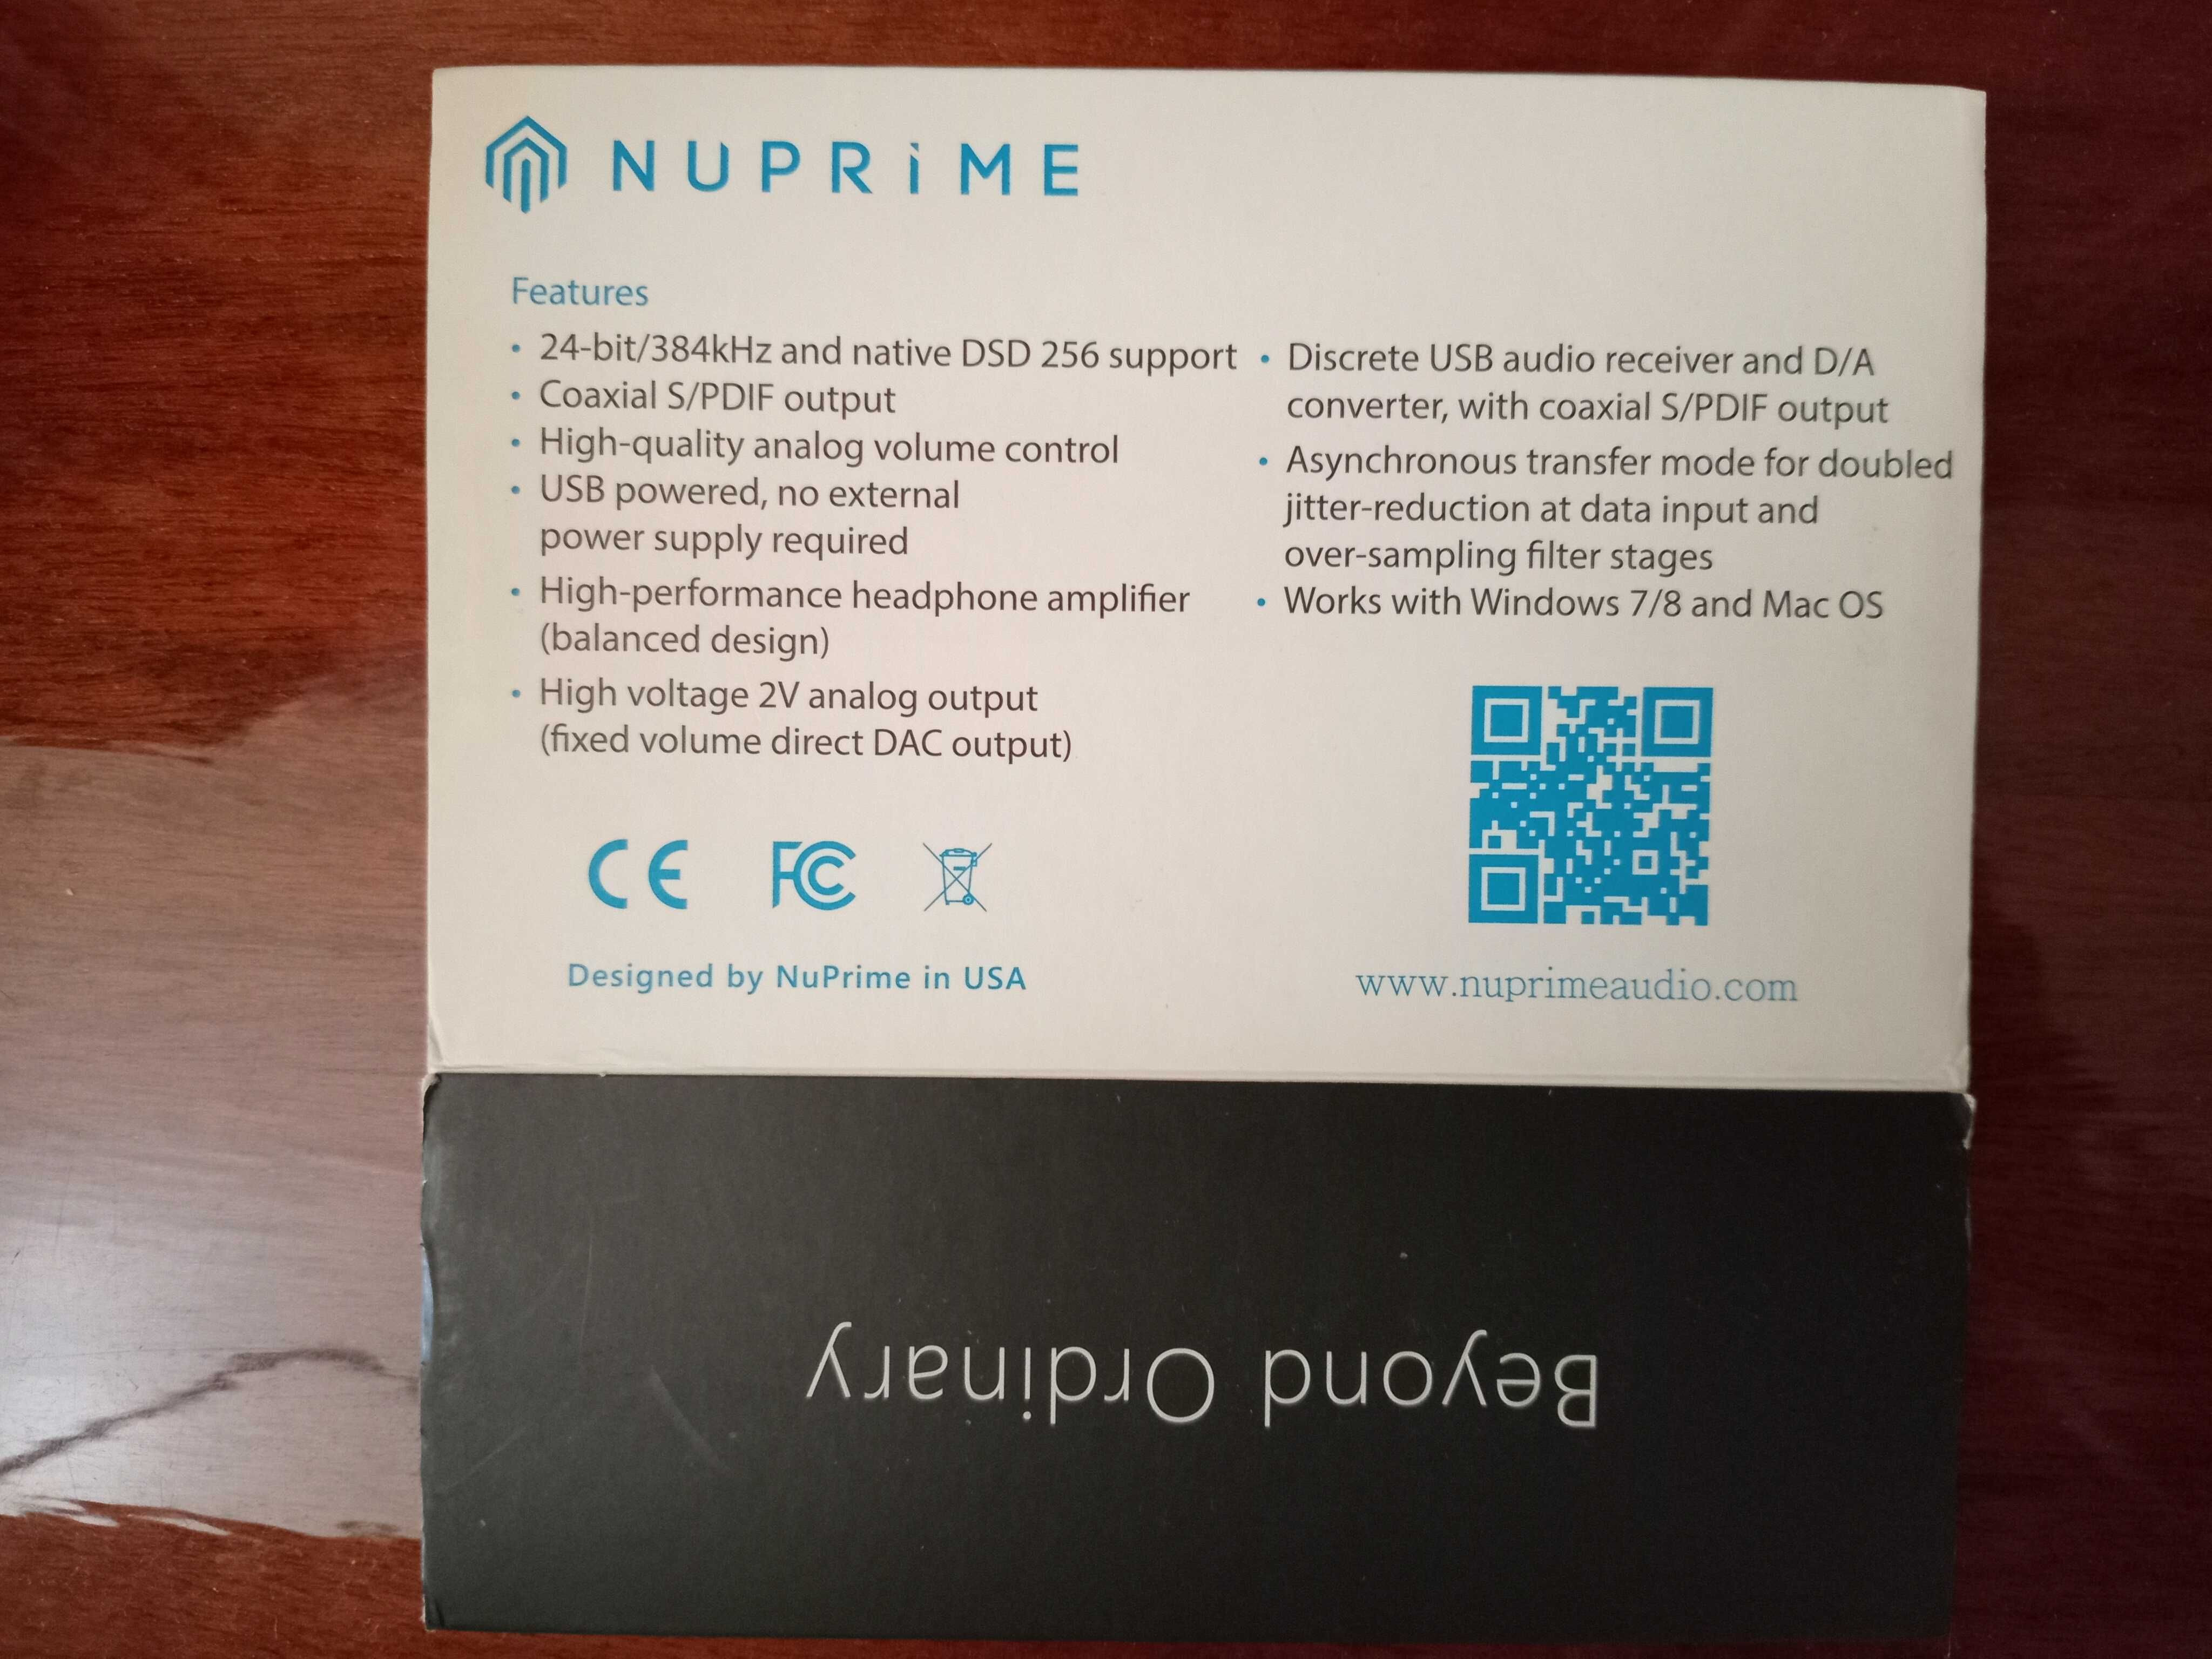 NUPRiME
Features
• 24-bit/384kHz and native DSD 256 support
• Coaxial S/PDIF output
• High-quality analog volume control
• USB powered, no external
power supply required
• High-performance headphone amplifier
(balanced design)
• High voltage 2V analog output
(fixed volume direct DAC output)
• Discrete USB audio receiver and D/A
converter, with coaxial S/PDIF output
• Asynchronous transfer mode for doubled
jitter-reduction at data input and
over-sampling filter stages
• Works with Windows 7/8 and Mac OS
CE FC
Designed by NuPrime in USA
www.nuprimeaudio.com
Beyond Ordinary